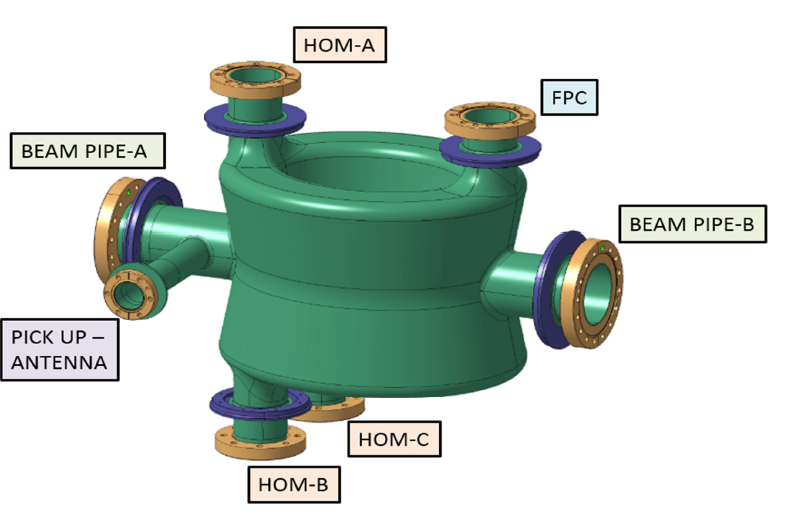 HOM-A
FPC
BEAM PIPE-A
BEAM PIPE-B
PICK UP –
ANTENNA
HOM-C
HOM-B